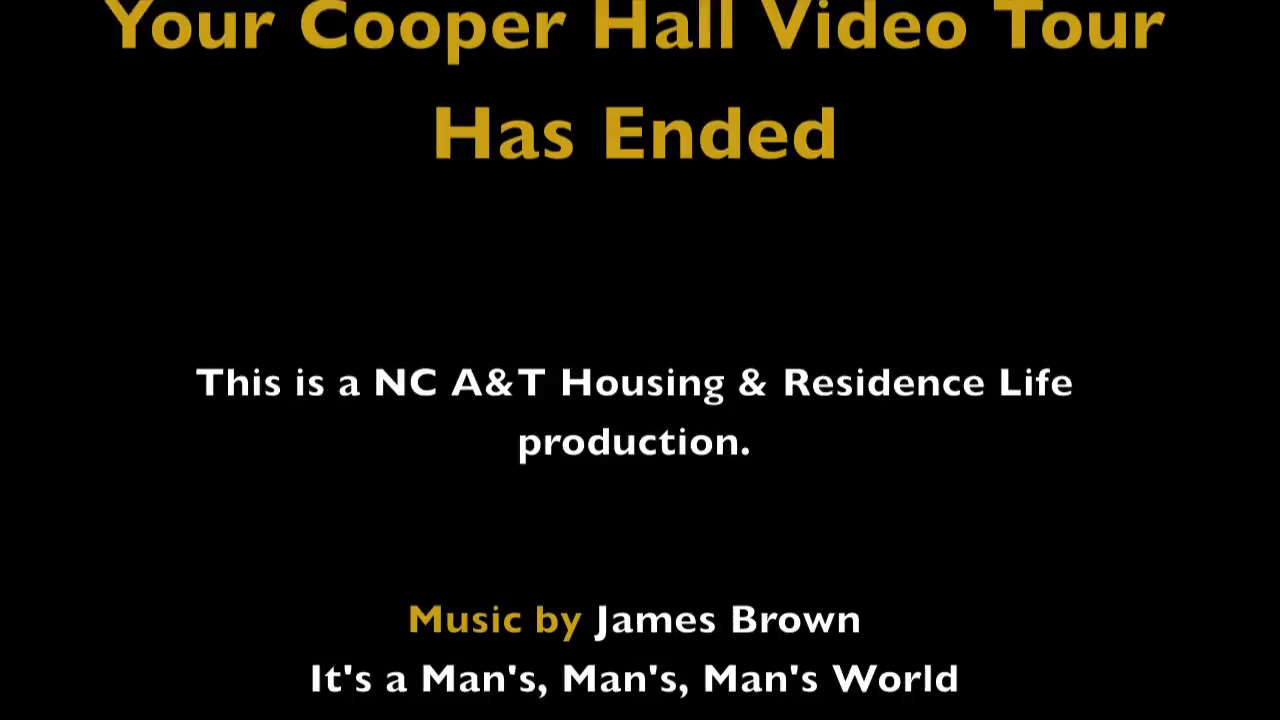 Your Cooper Hall Video Tour
Has Ended
This is a NC A&T Housing & Residence Life
production.
Music by James Brown
It's a Man's, Man's, Man's World